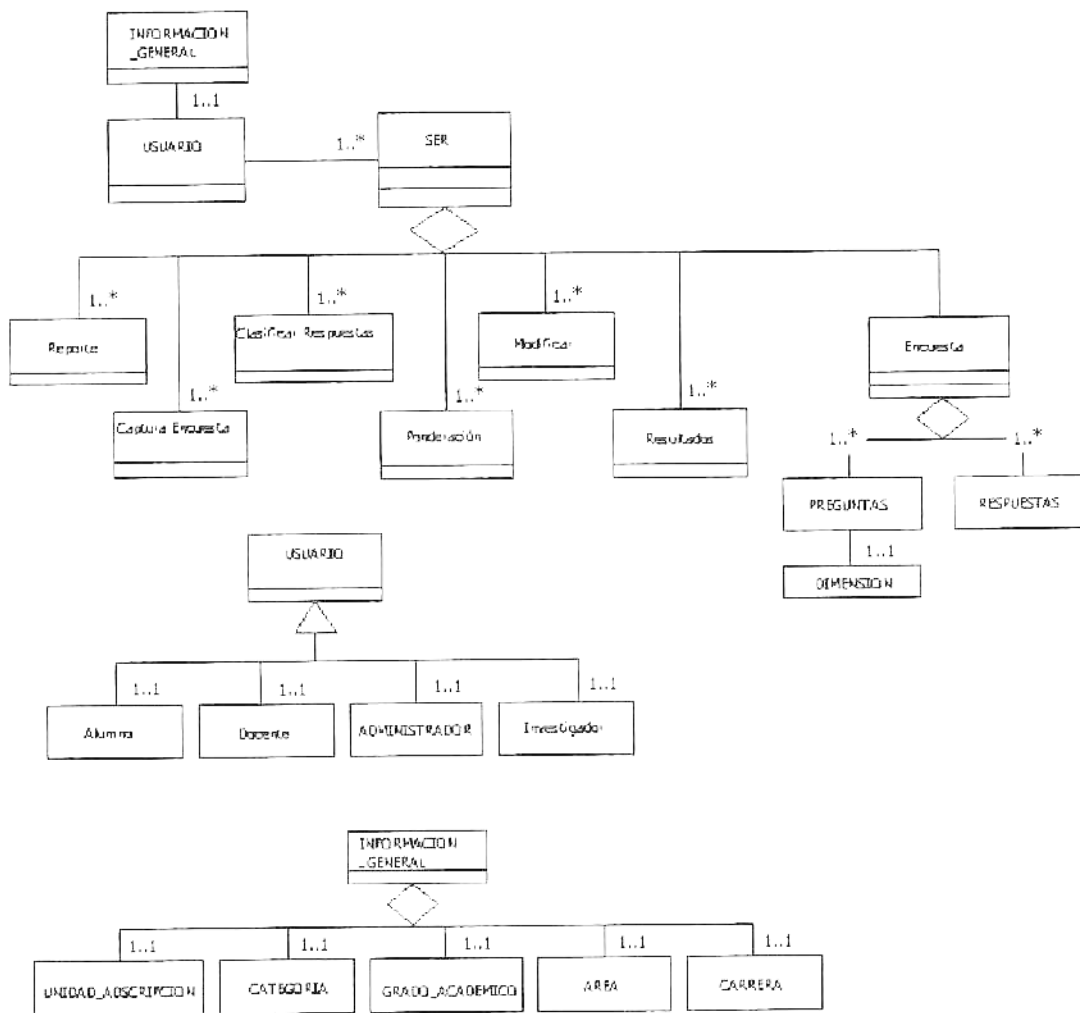 INFORMACION
_GENERAL
1..1
USUARIO
1..*
SER
1..*
1..*
1..*
Reporte
Clasificar Respuestas
Modificar
Encuesta
1..*
1..*
1..*
Captura Encuesta
Ponderación
Resultados
1..*
1..*
PREGUNTAS
RESPUESTAS
1..1
DIMENSION
USUARIO
1..1
1..1
1..1
1..1
Alumno
Docente
ADMINISTRADOR
Investigador
INFORMACION
_GENERAL
1..1
1..1
1..1
1..1
1..1
UNIDAD_ADSCRIPCION
CATEGORIA
GRADO_ACADEMICO
AREA
CARRERA